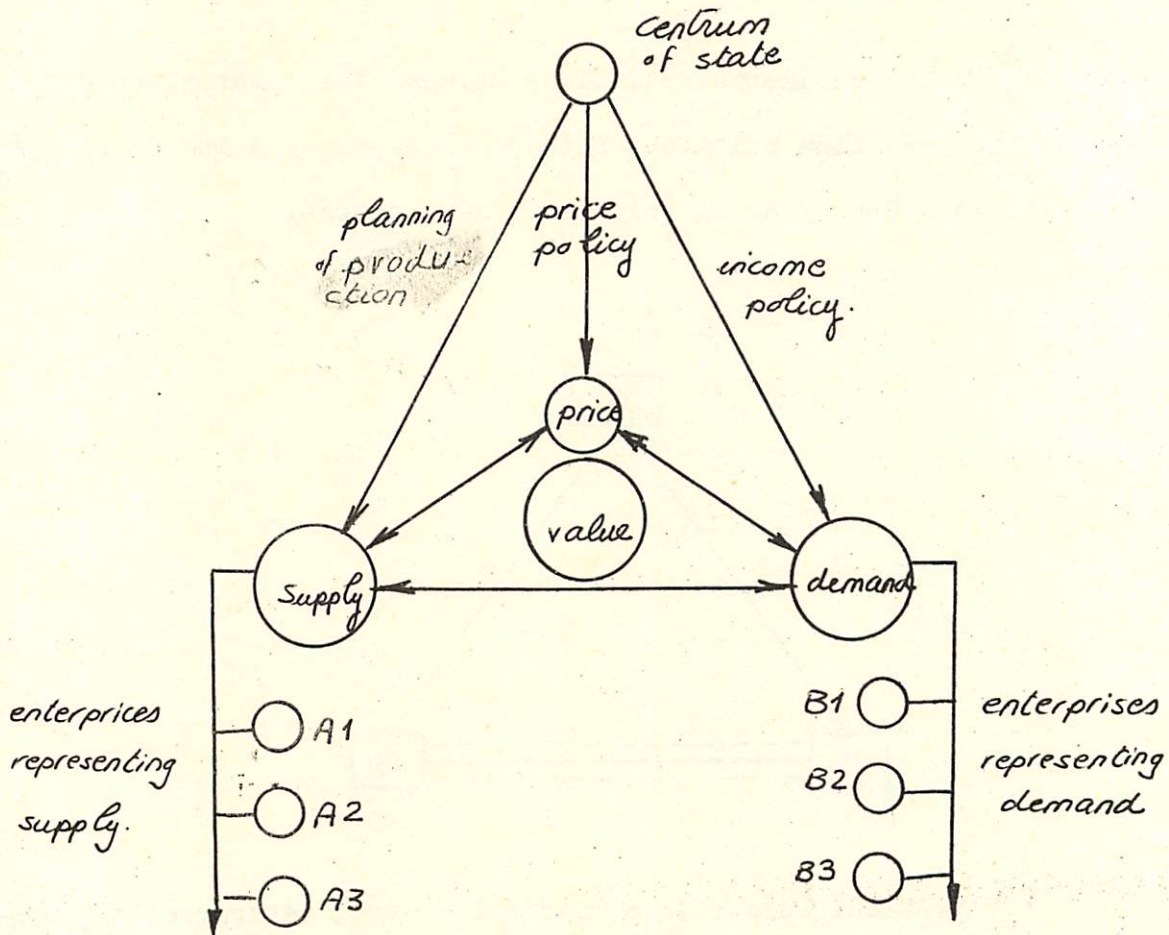 centrum
of state
planning
of produ
ction
price
policy
income
policy.
price
value
supply
demand
enterprices
representing
supply.
A1
A2
A3
B1
B2
B3
enterprises
representing
demand